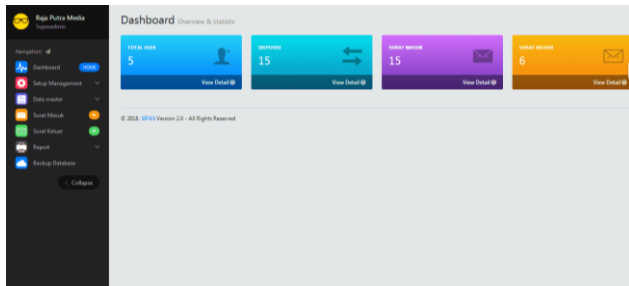 Raja Putra Media
Superadmin
Navigation
Dashboard HOME
Setup Management
Data master
Surat Masuk
Surat Keluar
Report
Backup Database
Collapse
Dashboard Overview & statistic
TOTAL USER
5
View Detail
DISPOSISI
15
View Detail
SURAT MASUK
15
View Detail
6
View Detail
© 2018. SIPAS Version 2.0 - All Rights Reserved